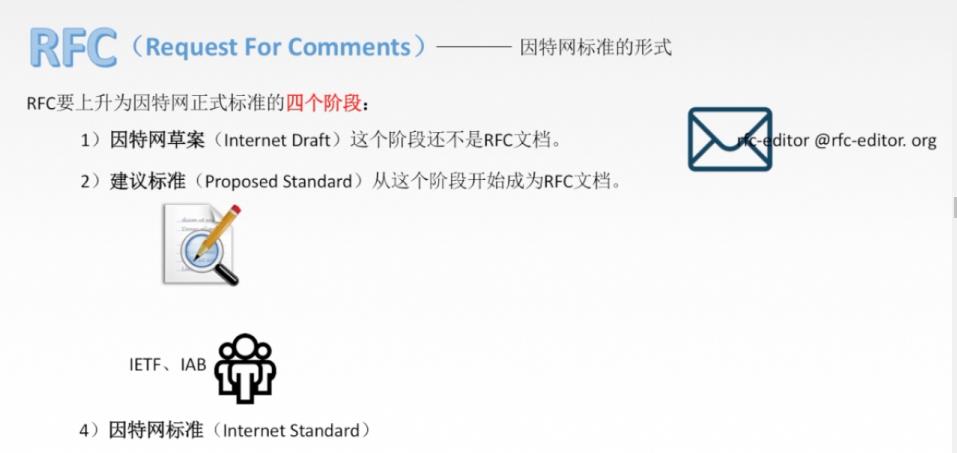 RFC（Request For Comments）———— 因特网标准的形式
RFC要上升为因特网正式标准的四个阶段：
1）因特网草案（Internet Draft）这个阶段还不是RFC文档。
rfc-editor @rfc-editor. org
2）建议标准（Proposed Standard）从这个阶段开始成为RFC文档。
IETF、IAB
4）因特网标准（Internet Standard）